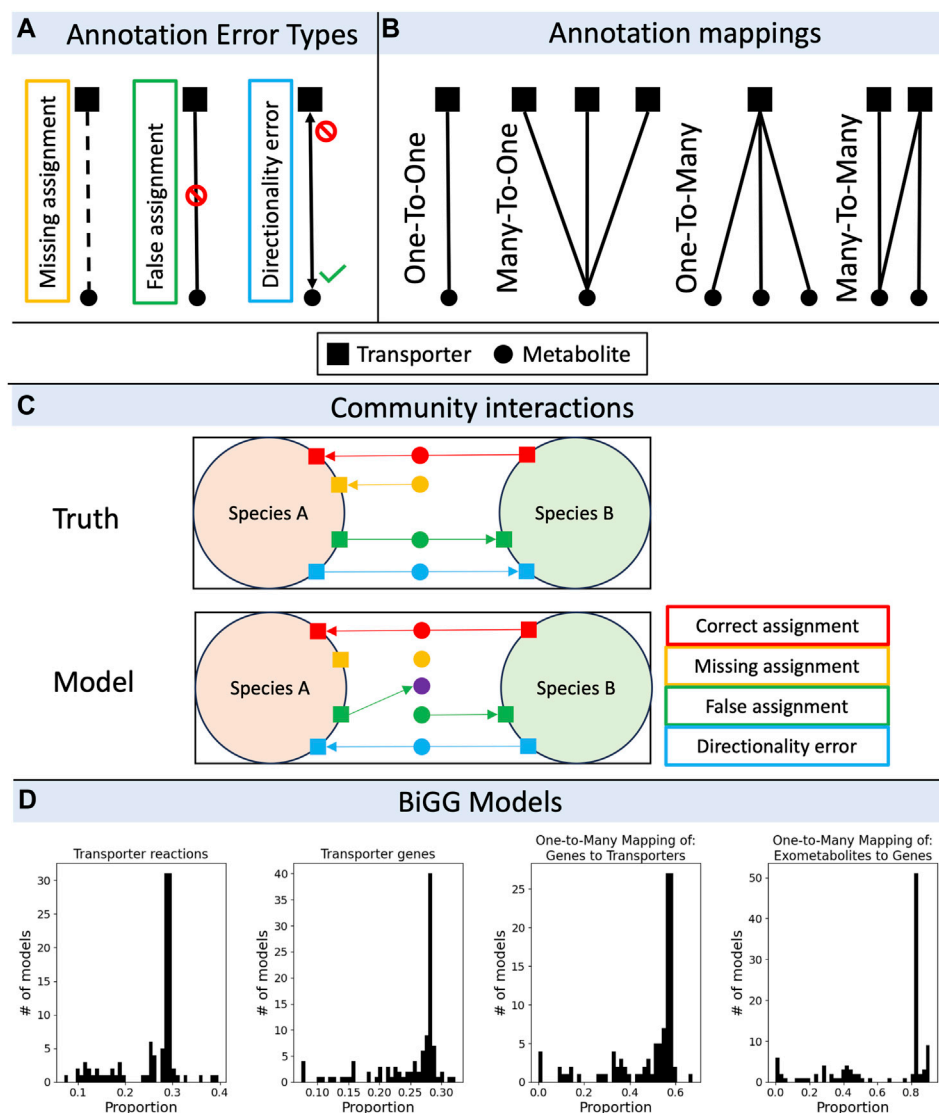 A
Annotation Error Types
Missing assignment
False assignment
Directionality error
B
Annotation mappings
One-To-One
Many-To-One
One-To-Many
Many-To-Many
Transporter
Metabolite
C
Community interactions
Truth
Species A
Species B
Model
Species A
Species B
Correct assignment
Missing assignment
False assignment
Directionality error
D
BiGG Models
Transporter reactions
# of models
30
25
20
15
10
5
0
0.1 0.2 0.3 0.4
Proportion
Transporter genes
# of models
40
35
30
25
20
15
10
5
0
0.10 0.15 0.20 0.25 0.30
Proportion
One-to-Many Mapping of:
Genes to Transporters
# of models
25
20
15
10
5
0
0.0 0.2 0.4 0.6
Proportion
One-to-Many Mapping of:
Exometabolites to Genes
# of models
50
40
30
20
10
0
0.0 0.2 0.4 0.6 0.8
Proportion